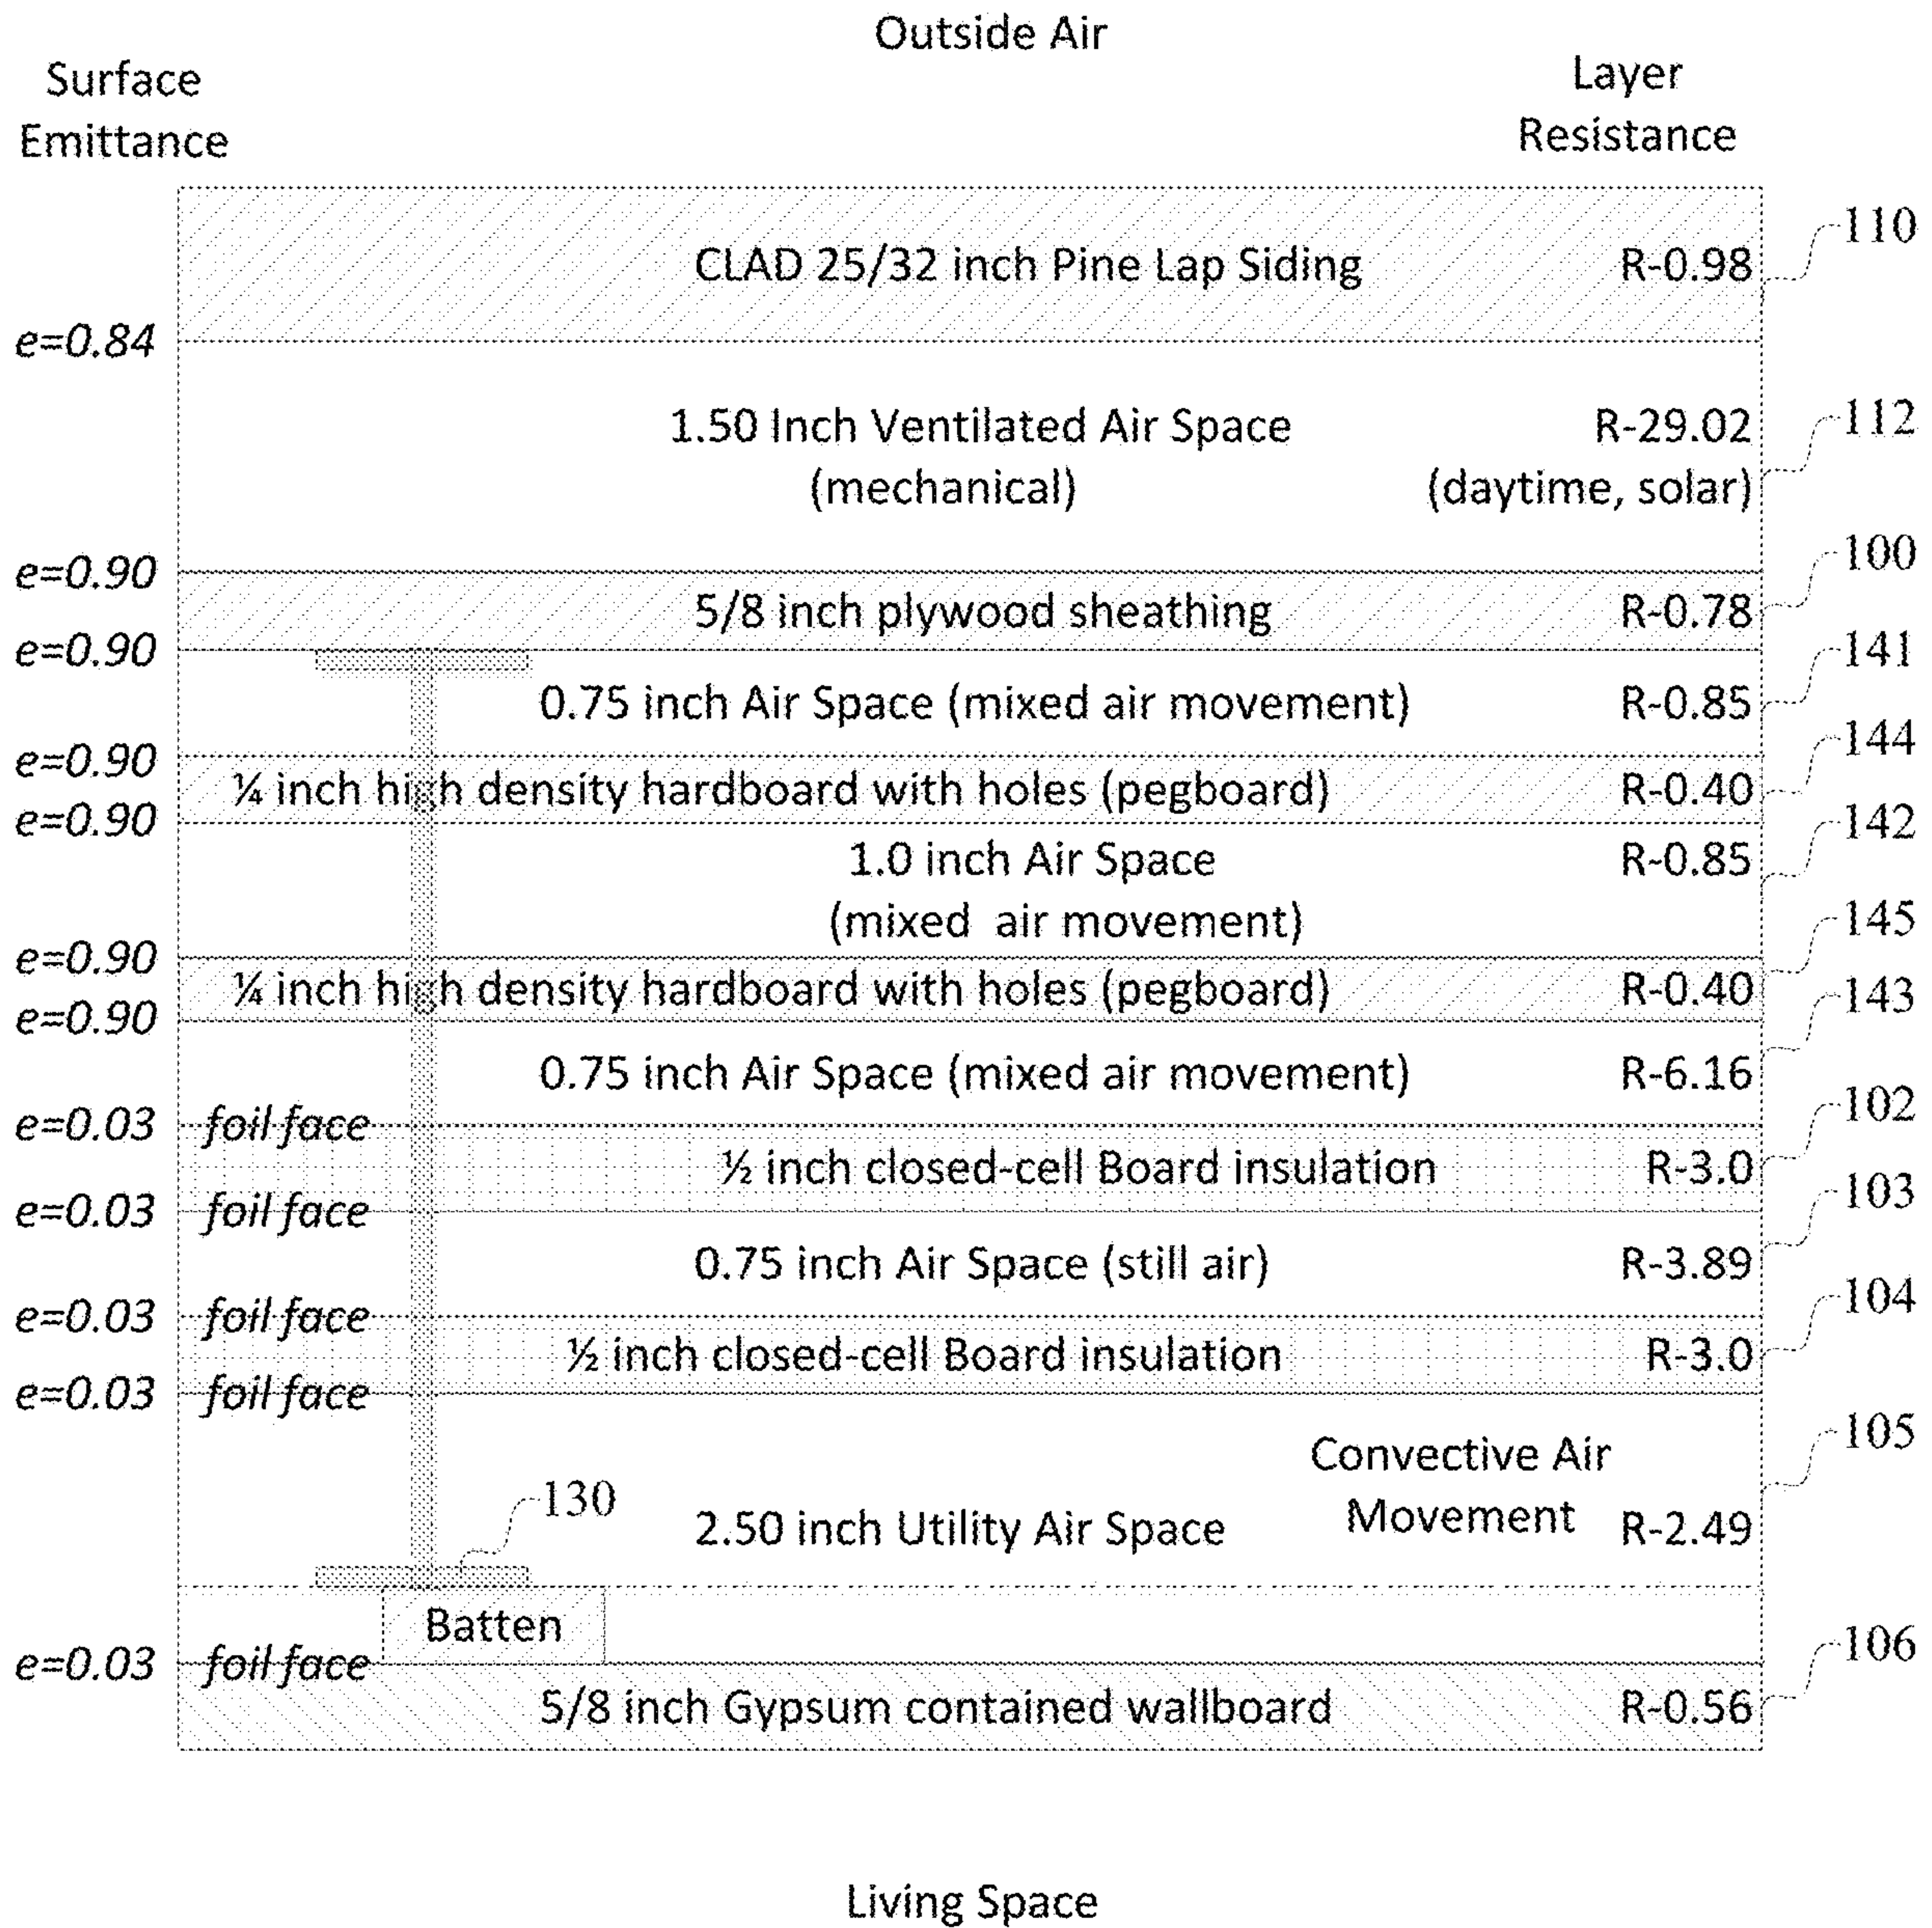 Outside Air
Surface
Emittance
Layer
Resistance
CLAD 25/32 inch Pine Lap Siding R-0.98 110
e=0.84
1.50 Inch Ventilated Air Space R-29.02 112
(mechanical) (daytime, solar)
e=0.90 100
5/8 inch plywood sheathing R-0.78
e=0.90 141
0.75 inch Air Space (mixed air movement) R-0.85
e=0.90 144
¼ inch high density hardboard with holes (pegboard) R-0.40
e=0.90 142
1.0 inch Air Space R-0.85
(mixed air movement)
e=0.90 145
¼ inch high density hardboard with holes (pegboard) R-0.40
e=0.90 143
0.75 inch Air Space (mixed air movement) R-6.16
e=0.03 foil face 102
½ inch closed-cell Board insulation R-3.0
e=0.03 foil face 103
0.75 inch Air Space (still air) R-3.89
e=0.03 foil face 104
½ inch closed-cell Board insulation R-3.0
e=0.03 foil face
Convective Air 105
Movement
130
2.50 inch Utility Air Space R-2.49
Batten
e=0.03 foil face 106
5/8 inch Gypsum contained wallboard R-0.56
Living Space